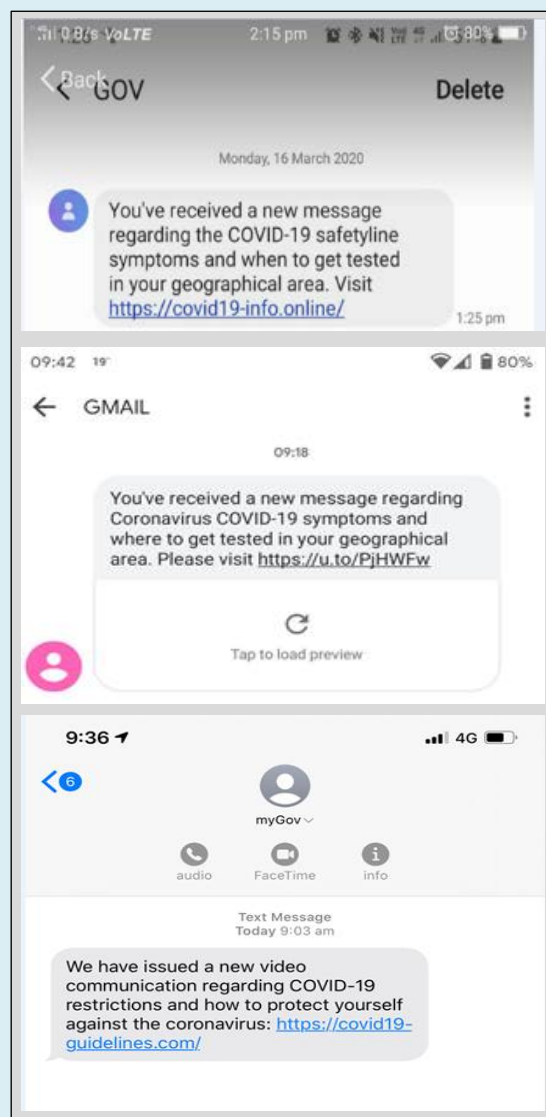 VoLTE
2:15 pm
80%
Back
GOV
Delete
Monday, 16 March 2020
You've received a new message
regarding the COVID-19 safetyline
symptoms and when to get tested
in your geographical area. Visit
https://covid19-info.online/
1:25 pm
09:42 19°
80%
GMAIL
09:18
You've received a new message regarding
Coronavirus COVID-19 symptoms and
where to get tested in your geographical
area. Please visit https://u.to/PjHWFw
Tap to load preview
9:36
4G
6
myGov
audio FaceTime info
Text Message
Today 9:03 am
We have issued a new video
communication regarding COVID-19
restrictions and how to protect yourself
against the coronavirus: https://covid19-
guidelines.com/